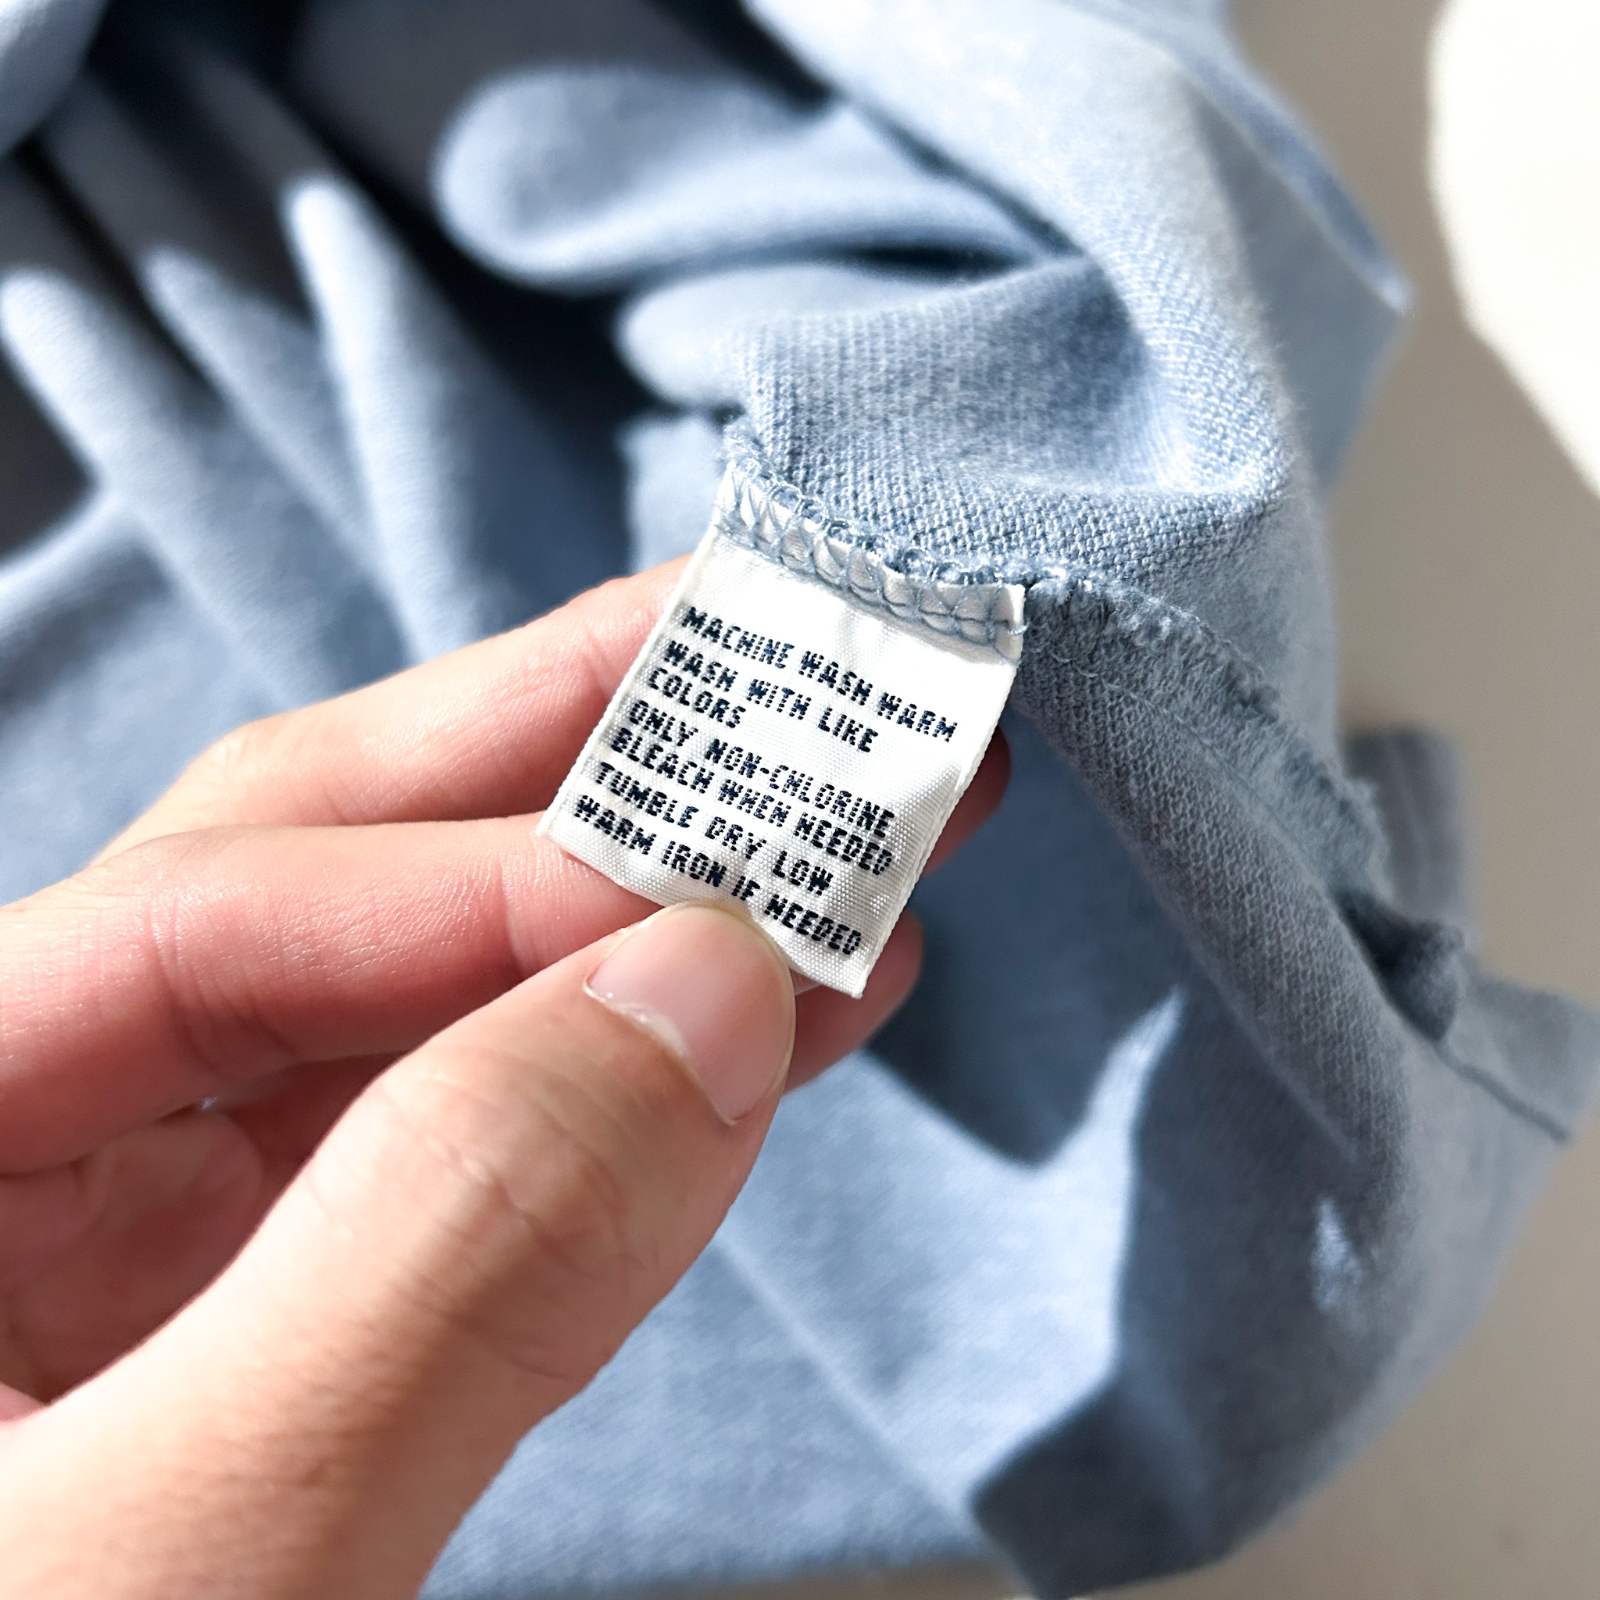 MACHINE WASH WARM
WASH WITH LIKE
COLORS
ONLY NON-CHLORINE
BLEACH WHEN NEEDED
TUMBLE DRY LOW
WARM IRON IF NEEDED